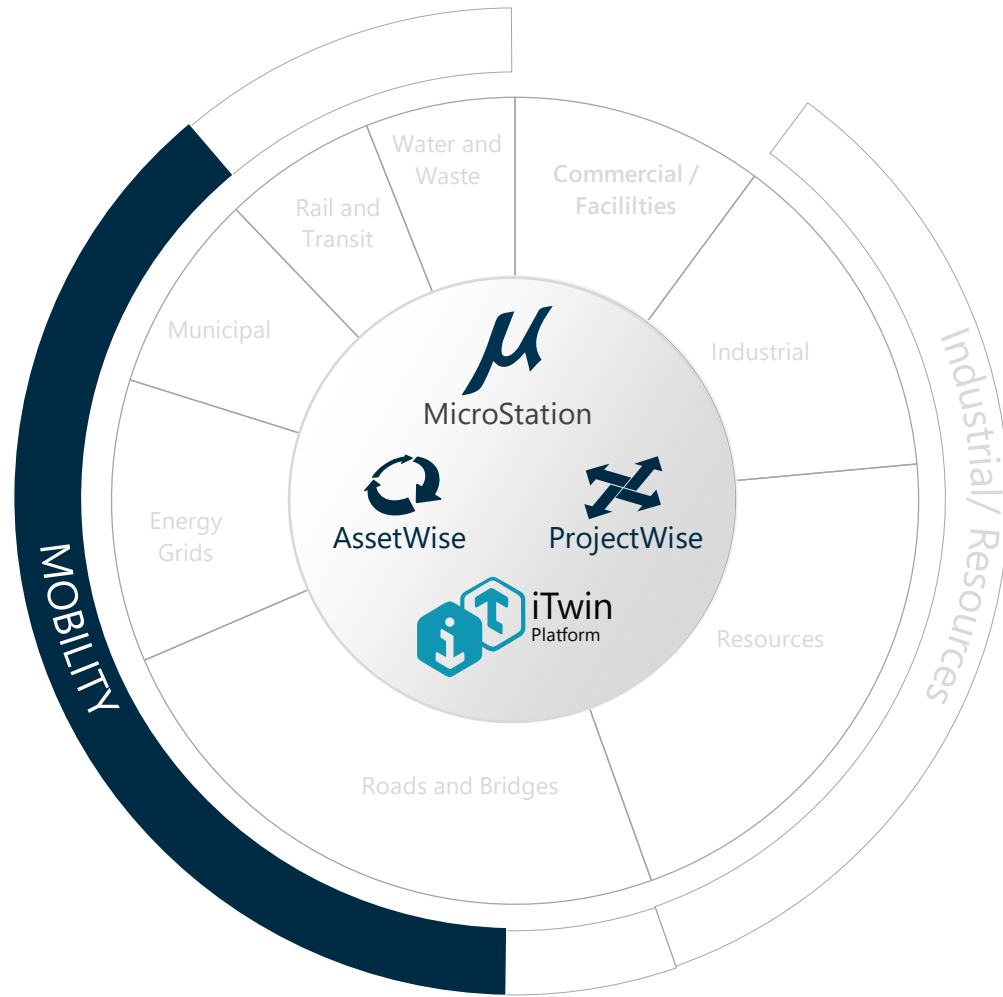 Water and
Waste
Commercial /
Facililties
Rail and
Transit
Municipal
Industrial
μ
MicroStation
Energy
Grids
AssetWise
ProjectWise
iTwin
Platform
Resources
Roads and Bridges
MOBILITY
Industrial/ Resources